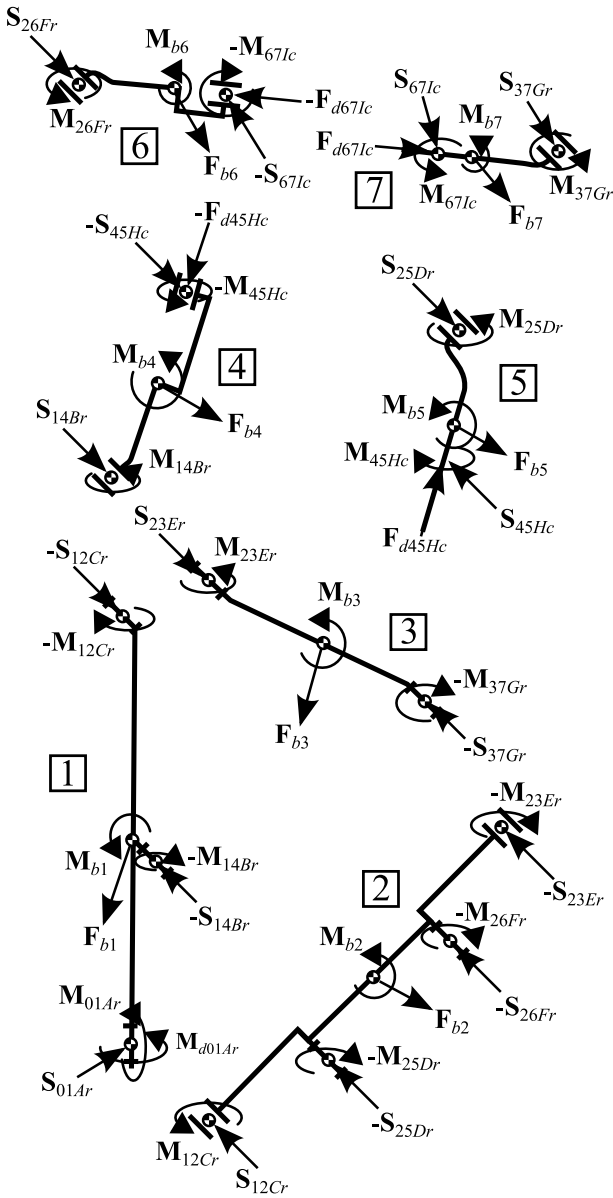 S26Fr
Mb6
-M67Ic
-Fd67Ic
M26Fr
6
Fb6
-S67Ic
S67Ic
Mb7
S37Gr
Fd67Ic
M67Ic
7
Fb7
M37Gr
-S45Hc
-Fd45Hc
-M45Hc
Mb4
4
Fb4
S14Br
M14Br
S25Dr
M25Dr
5
Mb5
Fb5
M45Hc
S45Hc
Fd45Hc
S23Er
M23Er
Mb3
3
-M37Gr
Fb3
-S37Gr
-S12Cr
-M12Cr
1
Mb1
-M14Br
-S14Br
Fb1
M01Ar
Md01Ar
S01Ar
-M23Er
-S23Er
2
-M26Fr
Mb2
-S26Fr
Fb2
-M25Dr
-S25Dr
M12Cr
S12Cr